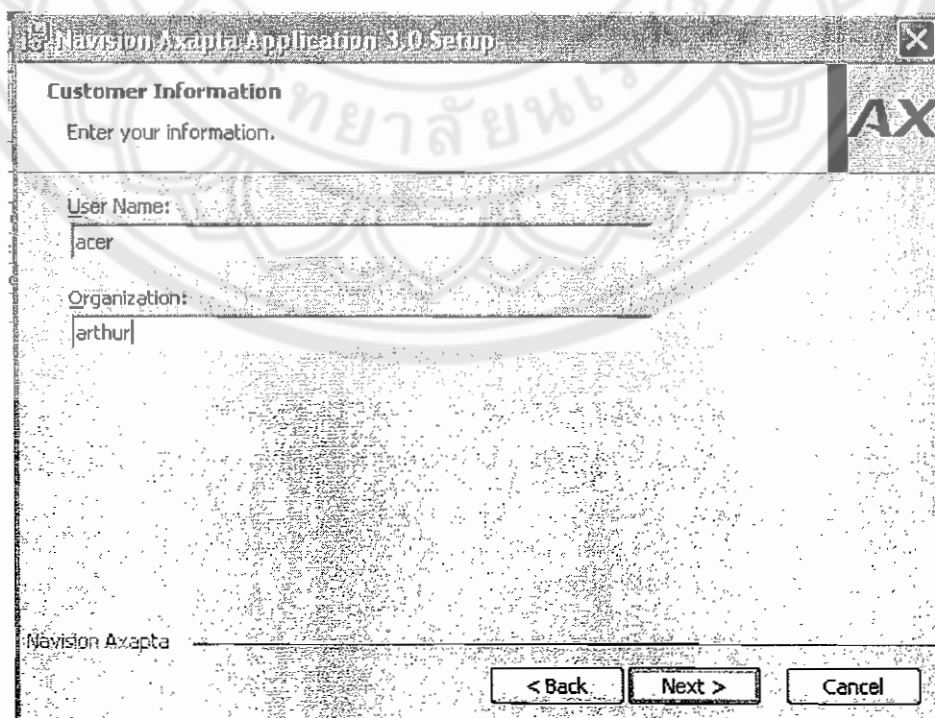 Navision Axapta Application 3.0 Setup
Customer Information
Enter your information.
AX
User Name:
acer
Organization:
arthur
Navision Axapta
< Back
Next >
Cancel